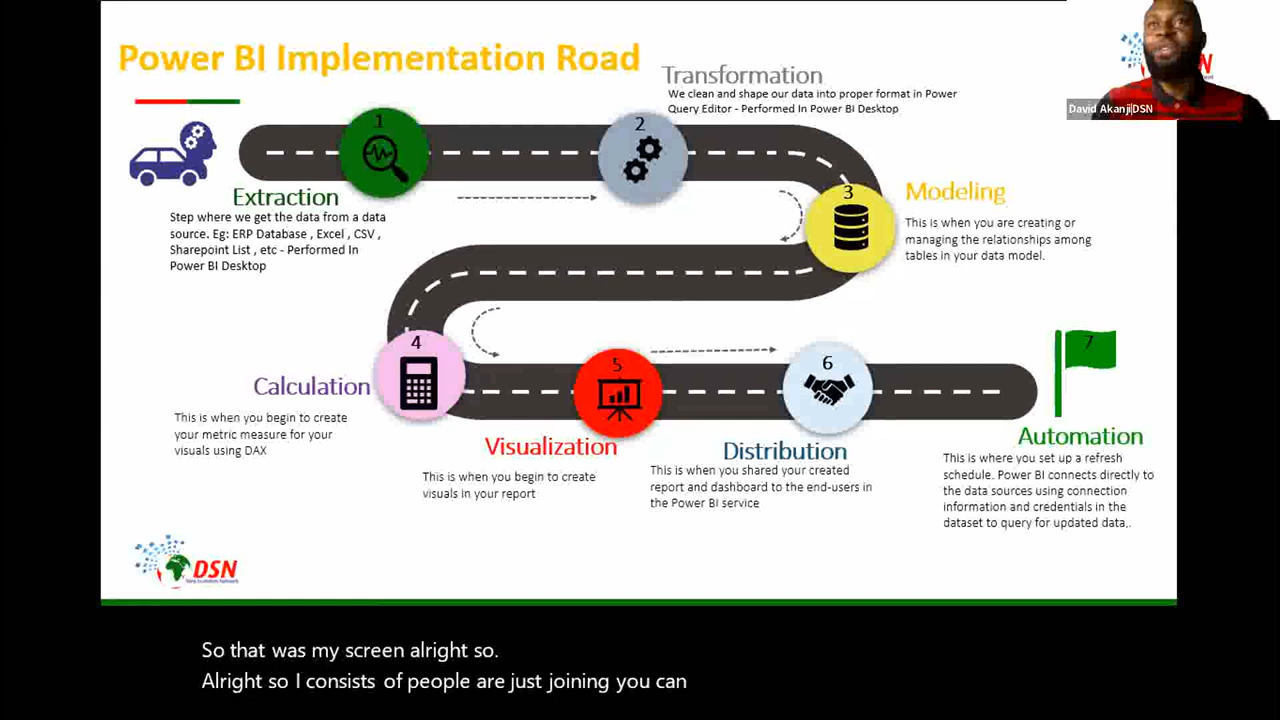 Power BI Implementation Road
Transformation
We clean and shape our data into proper format in Power
Query Editor - Performed In Power BI Desktop
David Akanji|DSN
1
2
Extraction
Step where we get the data from a data
source. Eg: ERP Database , Excel , CSV ,
Sharepoint List , etc - Performed In
Power BI Desktop
3
Modeling
This is when you are creating or
managing the relationships among
tables in your data model.
4
Calculation
This is when you begin to create
your metric measure for your
visuals using DAX
5
Visualization
This is when you begin to create
visuals in your report
6
Distribution
This is when you shared your created
report and dashboard to the end-users in
the Power BI service
7
Automation
This is where you set up a refresh
schedule. Power BI connects directly to
the data sources using connection
information and credentials in the
dataset to query for updated data,.
DSN
So that was my screen alright so.
Alright so I consists of people are just joining you can